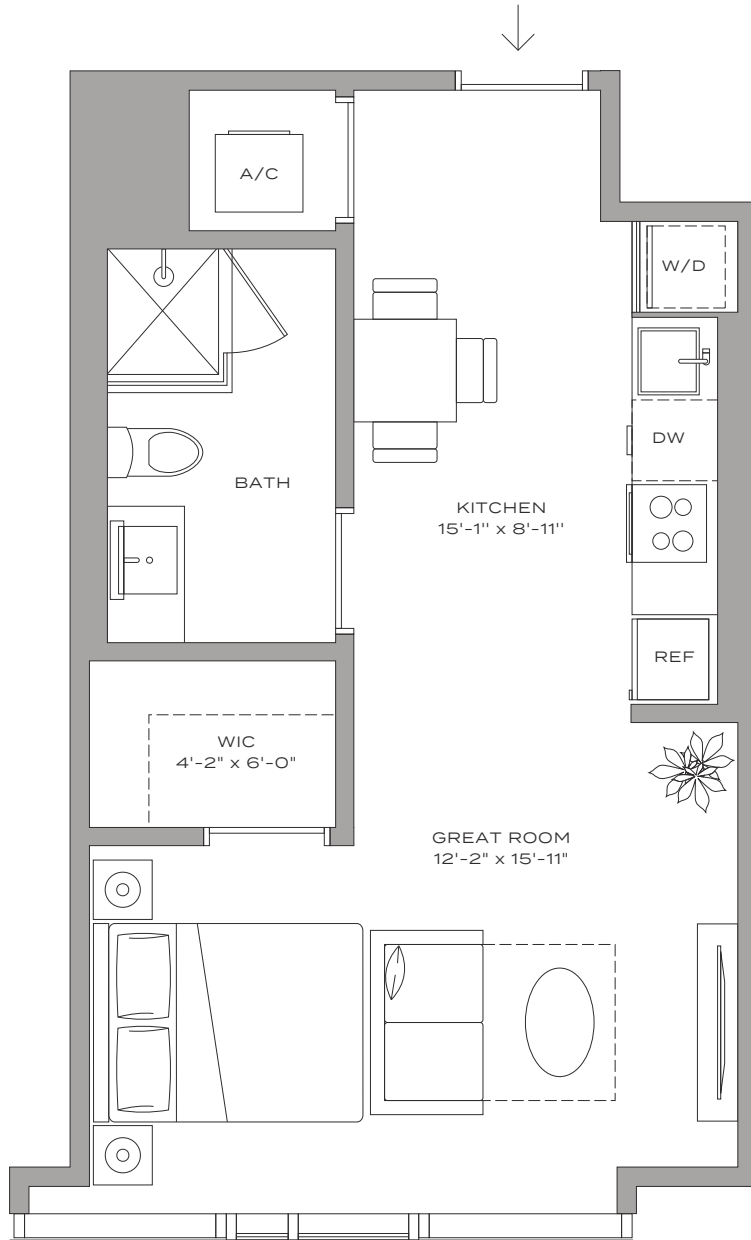 A/C
W/D
DW
BATH
KITCHEN
15'-1" x 8'-11"
REF
WIC
4'-2" x 6'-0"
GREAT ROOM
12'-2" x 15'-11"